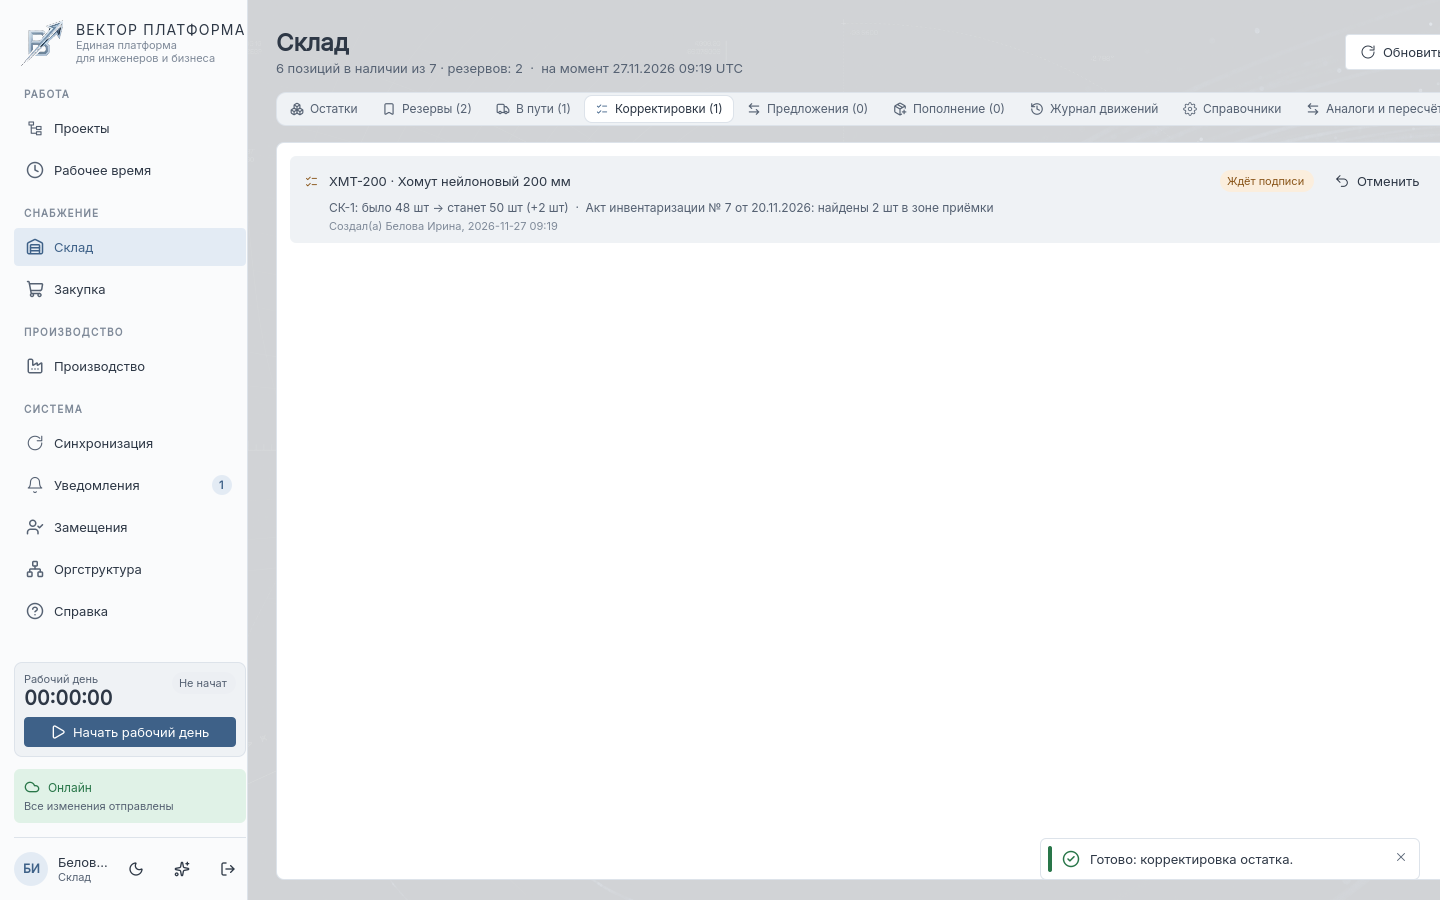 ВЕКТОР ПЛАТФОРМА
Единая платформа
для инженеров и бизнеса
РАБОТА
Проекты
Рабочее время
СНАБЖЕНИЕ
Склад
Закупка
ПРОИЗВОДСТВО
Производство
СИСТЕМА
Синхронизация
Уведомления 1
Замещения
Оргструктура
Справка
Рабочий день
Не начат
00:00:00
Начать рабочий день
Онлайн
Все изменения отправлены
БИ
Белов...
Склад
Склад
6 позиций в наличии из 7 · резервов: 2 · на момент 27.11.2026 09:19 UTC
Обновить
Остатки Резервы (2) В пути (1) Корректировки (1) Предложения (0) Пополнение (0) Журнал движений Справочники Аналоги и пересчёт
ХМТ-200 · Хомут нейлоновый 200 мм
Ждёт подписи
Отменить
СК-1: было 48 шт → станет 50 шт (+2 шт) · Акт инвентаризации № 7 от 20.11.2026: найдены 2 шт в зоне приёмки
Создал(а) Белова Ирина, 2026-11-27 09:19
Готово: корректировка остатка.